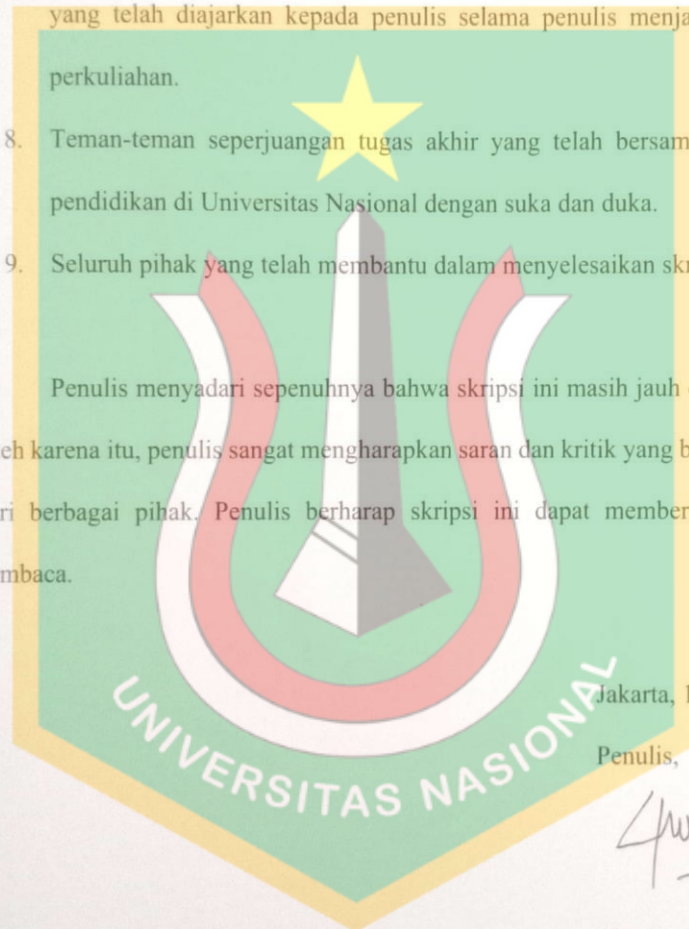 yang telah diajarkan kepada penulis selama penulis menja
perkuliahan.
8. Teman-teman seperjuangan tugas akhir yang telah bersam
pendidikan di Universitas Nasional dengan suka dan duka.
9. Seluruh pihak yang telah membantu dalam menyelesaikan skr
Penulis menyadari sepenuhnya bahwa skripsi ini masih jauh
eh karena itu, penulis sangat mengharapkan saran dan kritik yang b
ri berbagai pihak. Penulis berharap skripsi ini dapat member
mbaca.
Jakarta,
Penulis,
UNIVERSITAS NASIONAL